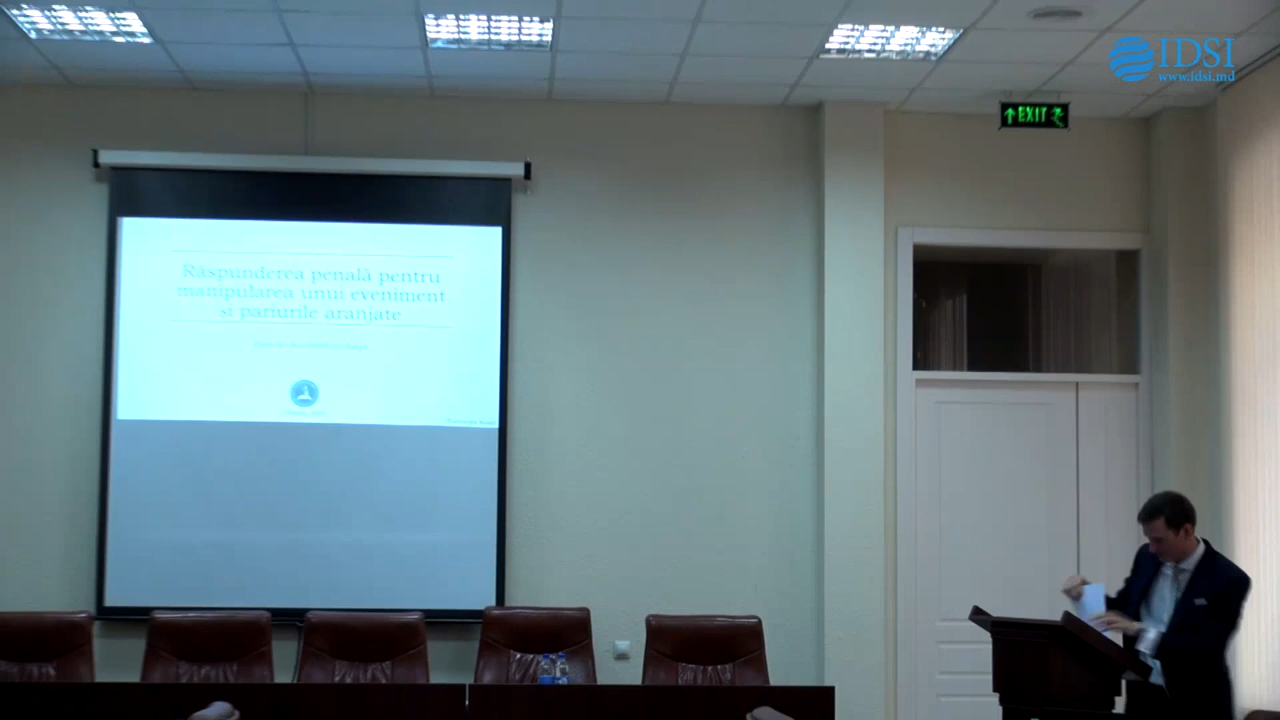 IDSI
www.idsi.md
EXIT
Răspunderea penală pentru
manipularea unui eveniment
și pariurile aranjate